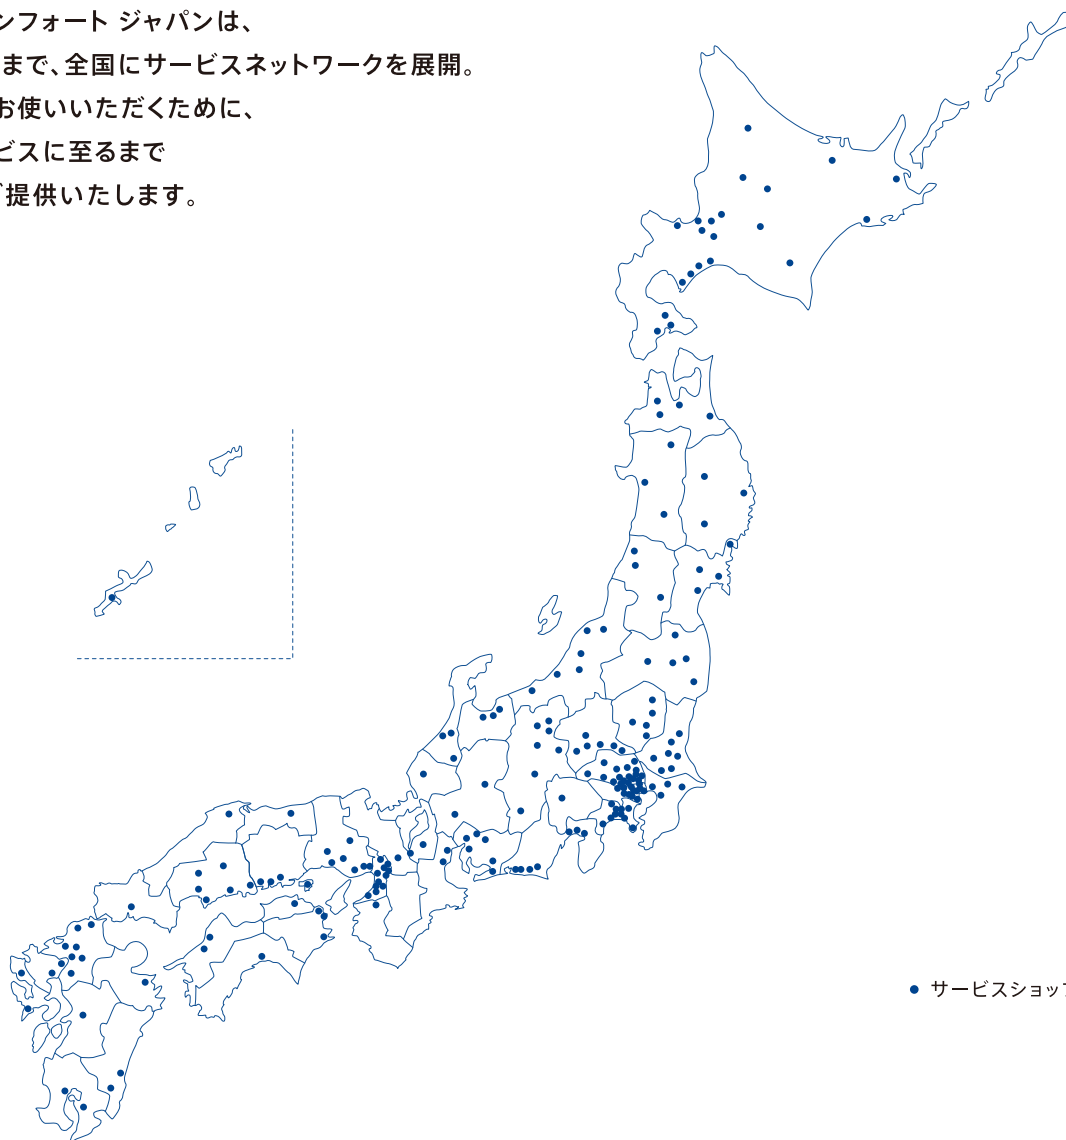 ンフォート ジャパンは、
まで、全国にサービスネットワークを展開。
お使いいただくために、
ビスに至るまで
提供いたします。
サービスショップ